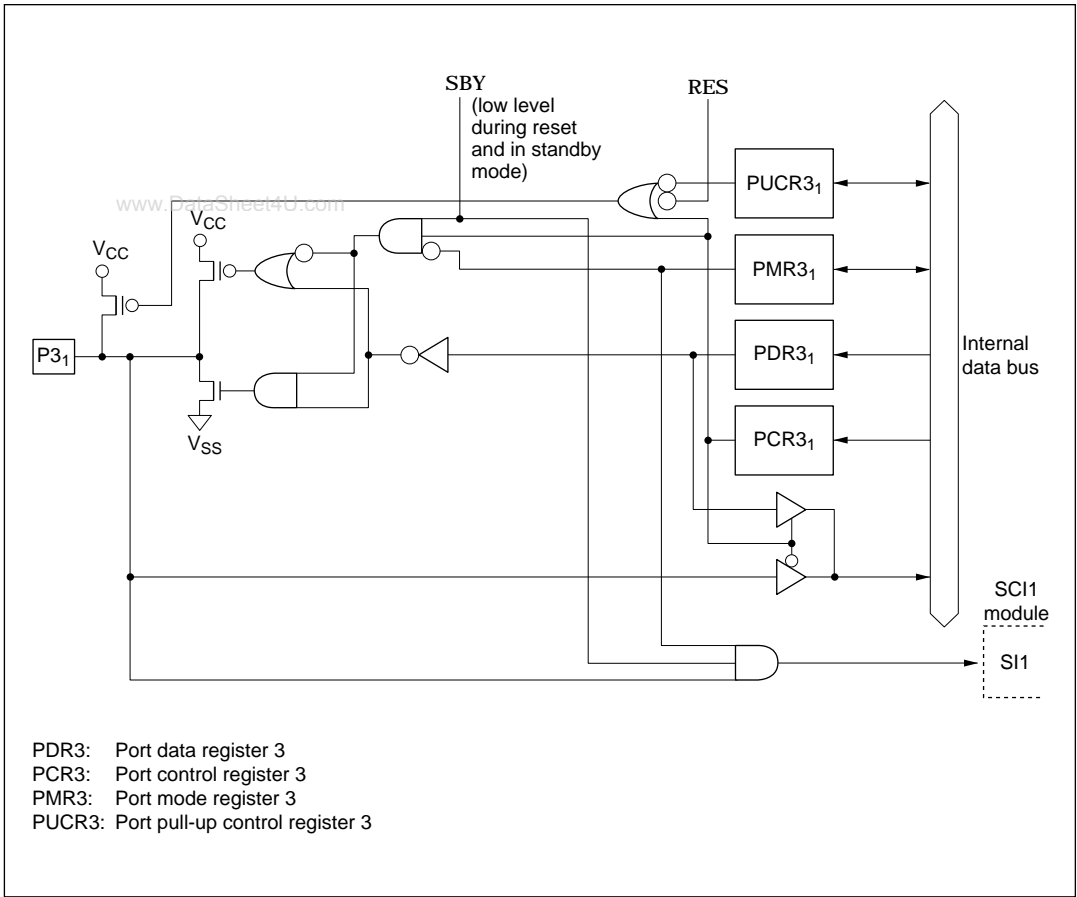 SBY
(low level
during reset
and in standby
mode)
RES
www.DataSheet4U.com
PUCR3₁
VCC
VCC
PMR3₁
P3₁
PDR3₁
Internal
data bus
VSS
PCR3₁
SCI1
module
SI1
PDR3: Port data register 3
PCR3: Port control register 3
PMR3: Port mode register 3
PUCR3: Port pull-up control register 3